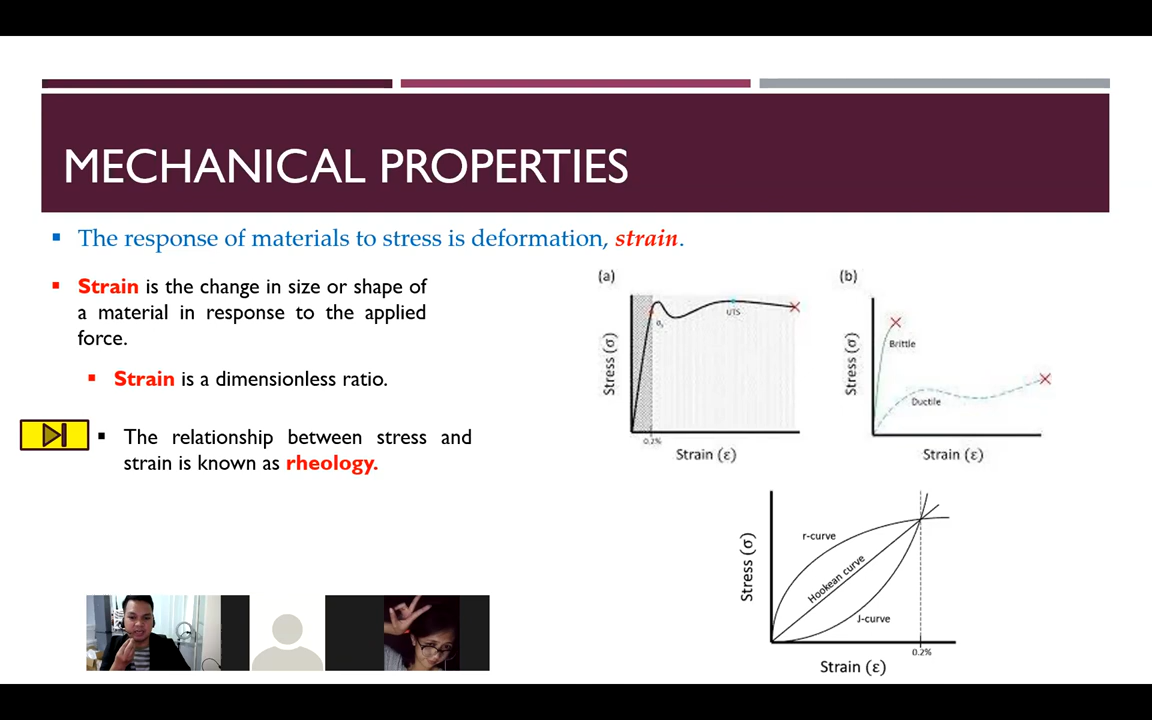 MECHANICAL PROPERTIES
The response of materials to stress is deformation, strain.
Strain is the change in size or shape of
a material in response to the applied
force.
Strain is a dimensionless ratio.
The relationship between stress and
strain is known as rheology.
(a)
Stress (σ)
UTS
0.2%
Strain (ε)
(b)
Stress (σ)
Brittle
Ductile
Strain (ε)
Stress (σ)
r-curve
Hookean curve
J-curve
0.2%
Strain (ε)